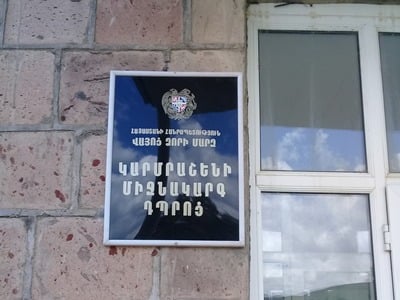 ՀԱՅԱՍՏԱՆԻ ՀԱՆՐԱՊԵՏՈՒԹՅՈՒՆ
ՎԱՅՈՑ ՁՈՐԻ ՄԱՐԶ
ԿԱՐՄՐԱՇԵՆԻ
ՄԻՋՆԱԿԱՐԳ
ԴՊՐՈՑ